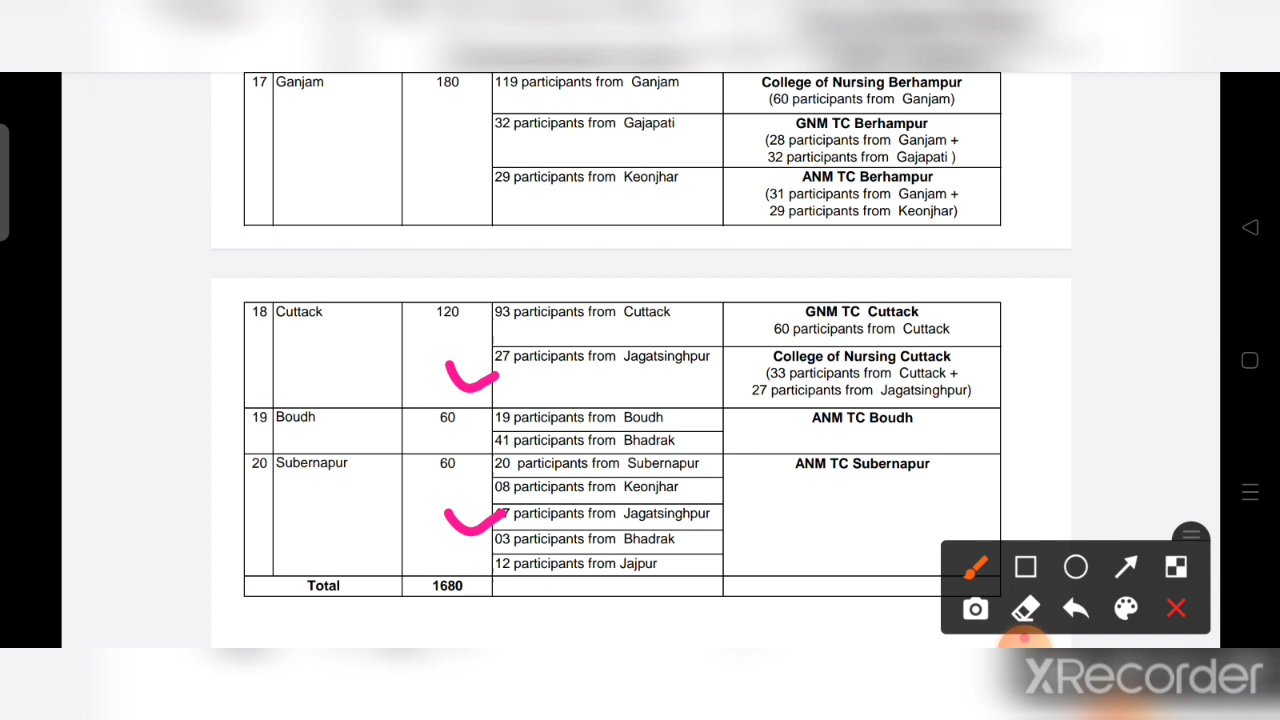 17 Ganjam 180 119 participants from Ganjam College of Nursing Berhampur
(60 participants from Ganjam)
32 participants from Gajapati GNM TC Berhampur
(28 participants from Ganjam +
32 participants from Gajapati )
29 participants from Keonjhar ANM TC Berhampur
(31 participants from Ganjam +
29 participants from Keonjhar)
18 Cuttack 120 93 participants from Cuttack GNM TC Cuttack
60 participants from Cuttack
27 participants from Jagatsinghpur College of Nursing Cuttack
(33 participants from Cuttack +
27 participants from Jagatsinghpur)
19 Boudh 60 19 participants from Boudh ANM TC Boudh
41 participants from Bhadrak
20 Subernapur 60 20 participants from Subernapur ANM TC Subernapur
08 participants from Keonjhar
participants from Jagatsinghpur
03 participants from Bhadrak
12 participants from Jajpur
Total 1680
XRecorder